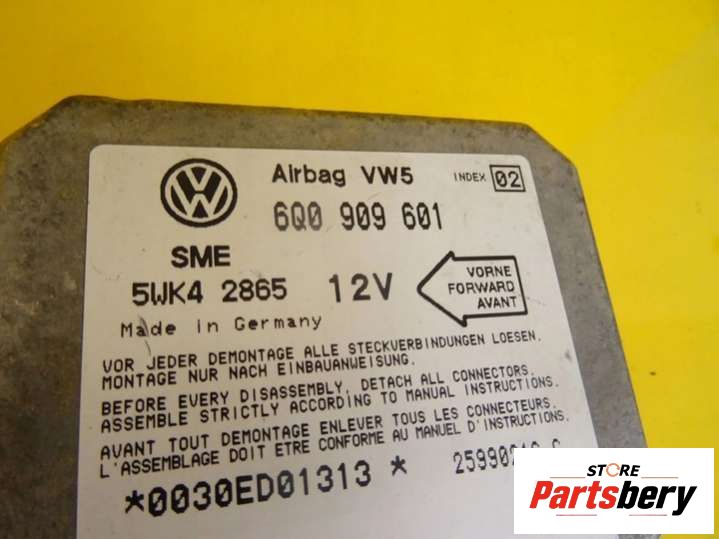 Airbag VW5 INDEX 02
6Q0 909 601
SME
5WK4 2865 12V
VORNE
FORWARD
AVANT
Made in Germany
VOR JEDER DEMONTAGE ALLE STECKVERBINDUNGEN LOESEN.
MONTAGE NUR NACH EINBAUANWEISUNG.
BEFORE EVERY DISASSEMBLY, DETACH ALL CONNECTORS.
ASSEMBLE STRICTLY ACCORDING TO MANUAL INSTRUCTIONS.
AVANT TOUT DEMONTAGE ENLEVER TOUS LES CONNECTEURS.
L'ASSEMBLAGE DOIT ETRE CONFORME AU MANUEL D'INSTRUCTIONS.
*0030ED01313 *
STORE
Partsbery